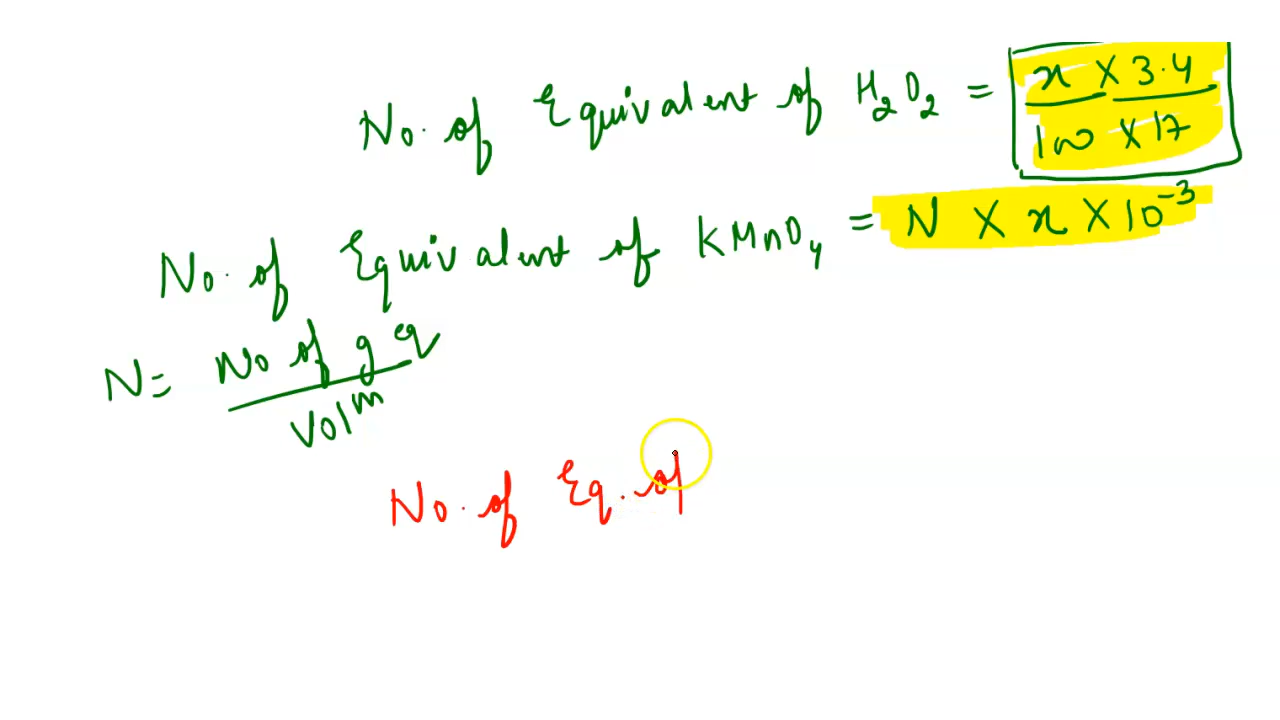 No. of Equivalent of H₂O₂ = x × 3.4 / 100 × 17
No. of Equivalent of KMnO₄ = N × x × 10⁻³
N = No of g eq / Volm
No. of Eq. of